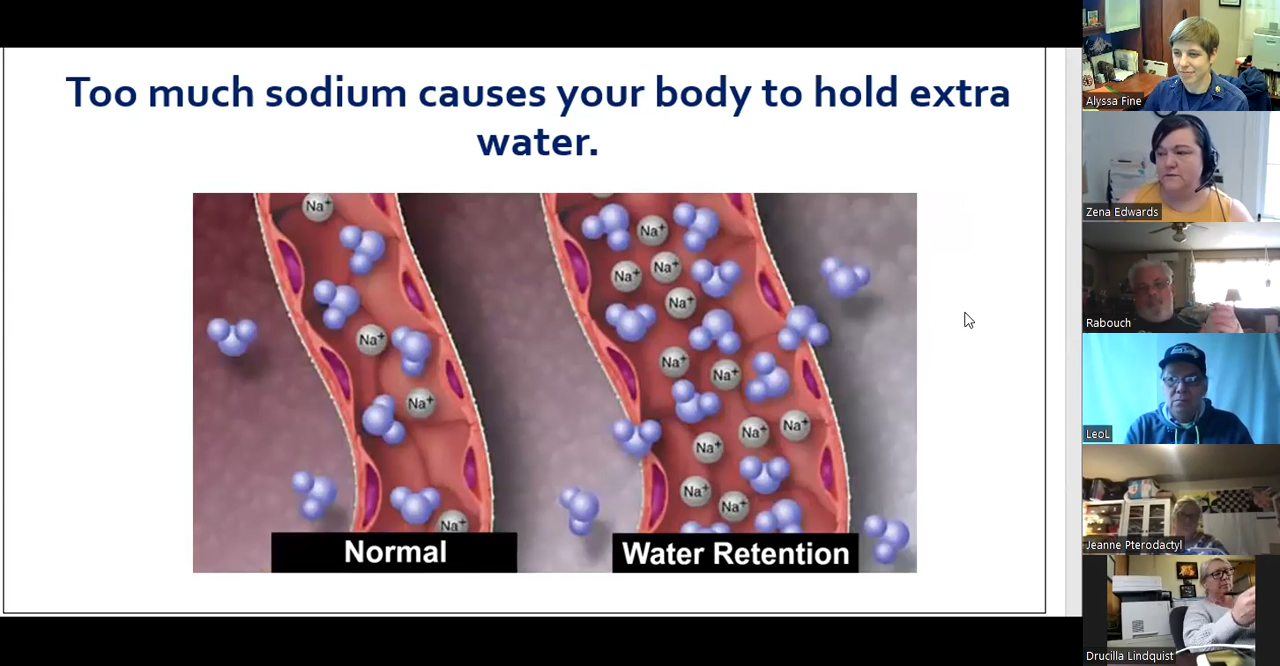 Too much sodium causes your body to hold extra
water.
Na⁺
Na⁺
Na⁺
Na⁺
Normal
Na⁺
Na⁺
Na⁺
Na⁺
Na⁺
Na⁺
Na⁺
Na⁺
Na⁺
Na⁺
Na⁺
Water Retention
Alyssa Fine
Zena Edwards
Rabouch
LeoL
Jeanne Pterodactyl
Drucilla Lindquist